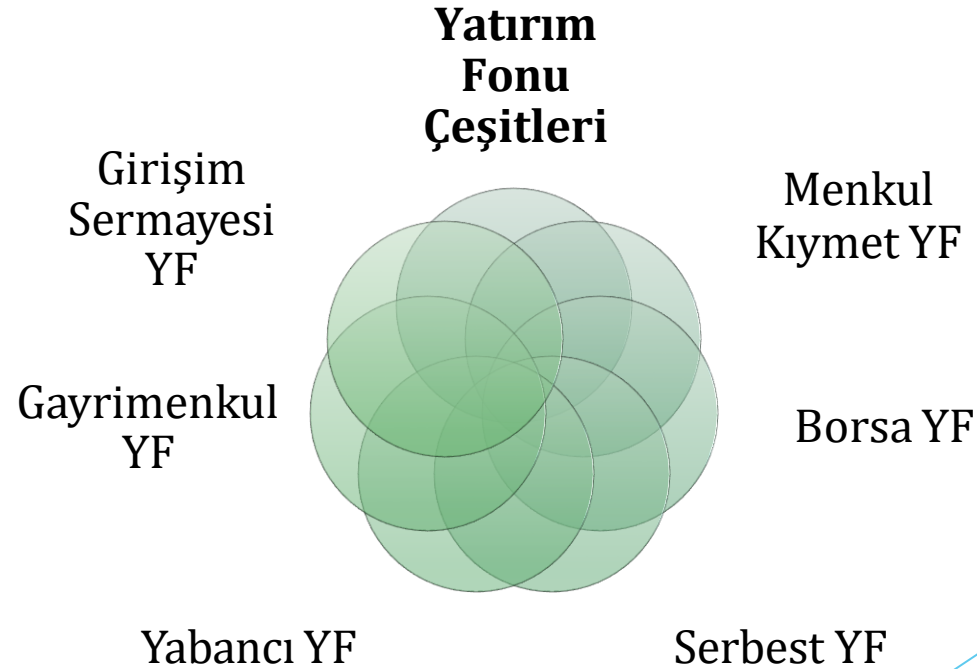 Yatırım
Fonu
Çeşitleri
Girişim
Sermayesi
YF
Menkul
Kıymet YF
Gayrimenkul
YF
Borsa YF
Yabancı YF
Serbest YF